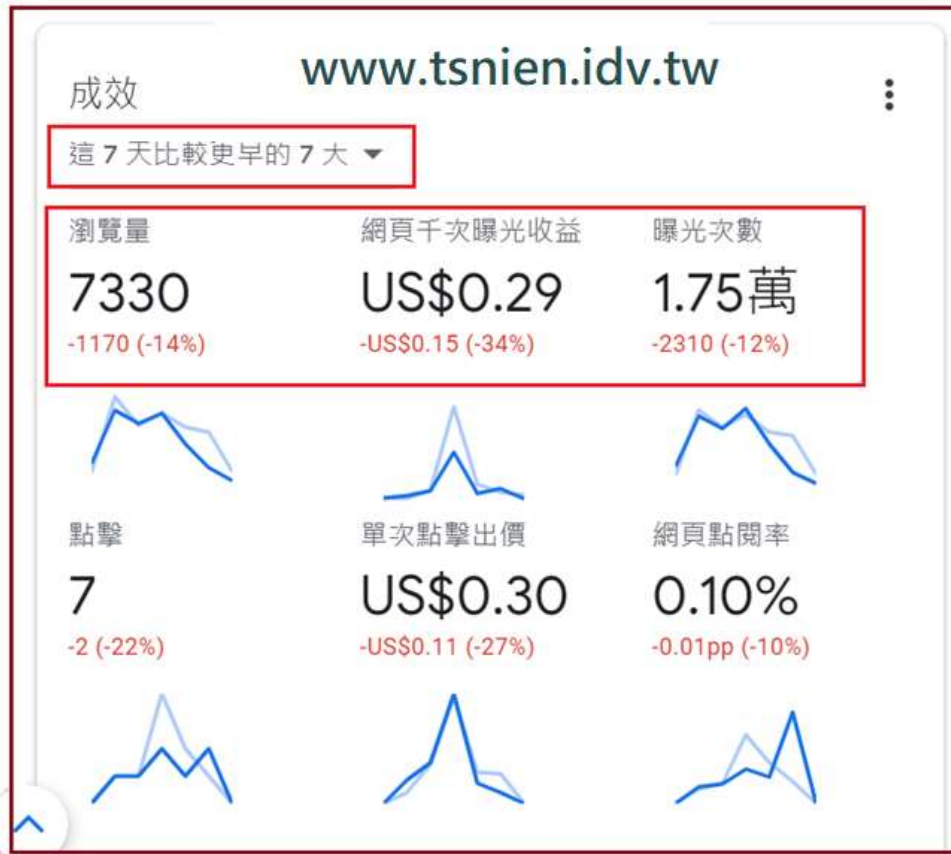 www.tsnien.idv.tw
成效
這 7 天比較更早的 7 大
瀏覽量 網頁千次曝光收益 曝光次數
7330 US$0.29 1.75萬
-1170 (-14%) -US$0.15 (-34%) -2310 (-12%)
點擊 單次點擊出價 網頁點閱率
7 US$0.30 0.10%
-2 (-22%) -US$0.11 (-27%) -0.01pp (-10%)